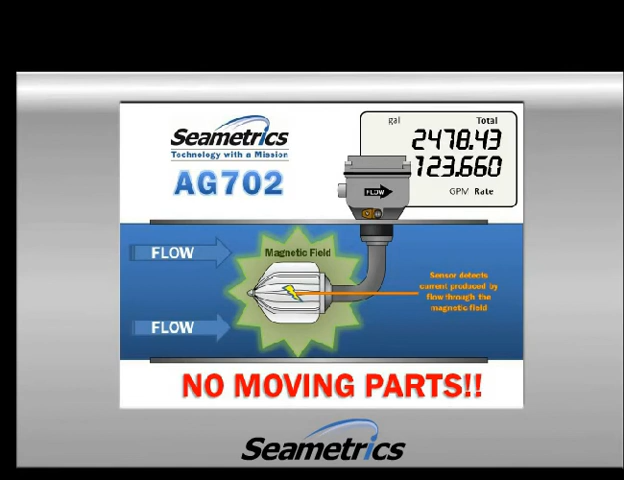 Seametrics
Technology with a Mission
AG702
gal Total
2478.43
123.660
GPM Rate
FLOW
FLOW
Magnetic Field
Sensor detects
current produced by
flow through the
magnetic field
FLOW
NO MOVING PARTS!!
Seametrics